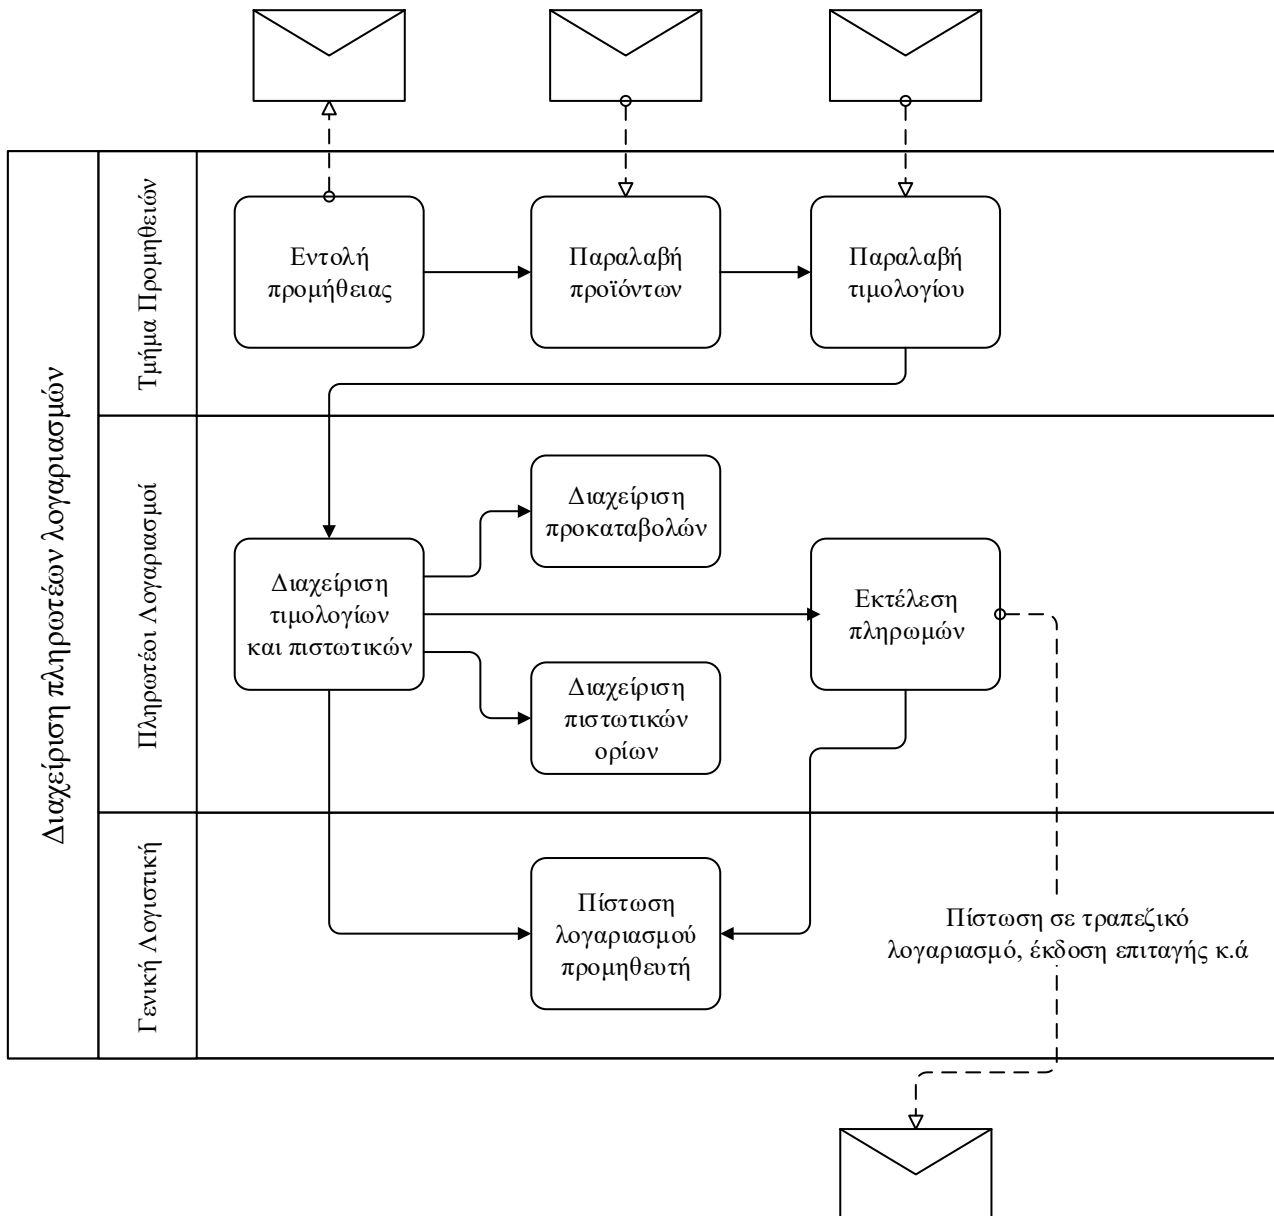 Διαχείριση πληρωτέων λογαριασμών
Τμήμα Προμηθειών
Εντολή
προμήθειας
Παραλαβή
προϊόντων
Παραλαβή
τιμολογίου
Πληρωτέοι Λογαριασμοί
Διαχείριση
τιμολογίων
και πιστωτικών
Διαχείριση
προκαταβολών
Διαχείριση
πιστωτικών
ορίων
Εκτέλεση
πληρωμών
Γενική Λογιστική
Πίστωση
λογαριασμού
προμηθευτή
Πίστωση σε τραπεζικό
λογαριασμό, έκδοση επιταγής κ.ά